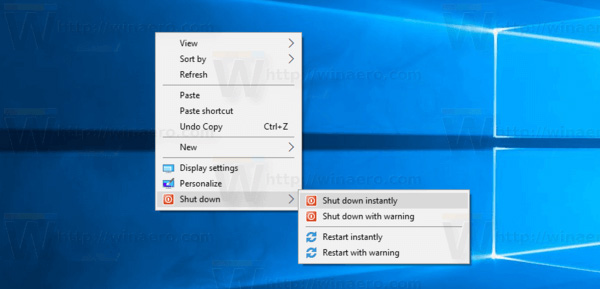 View
Sort by
Refresh
Paste
Paste shortcut
Undo Copy Ctrl+Z
New
Display settings
Personalize
Shut down
Shut down instantly
Shut down with warning
Restart instantly
Restart with warning
http://winaero.com